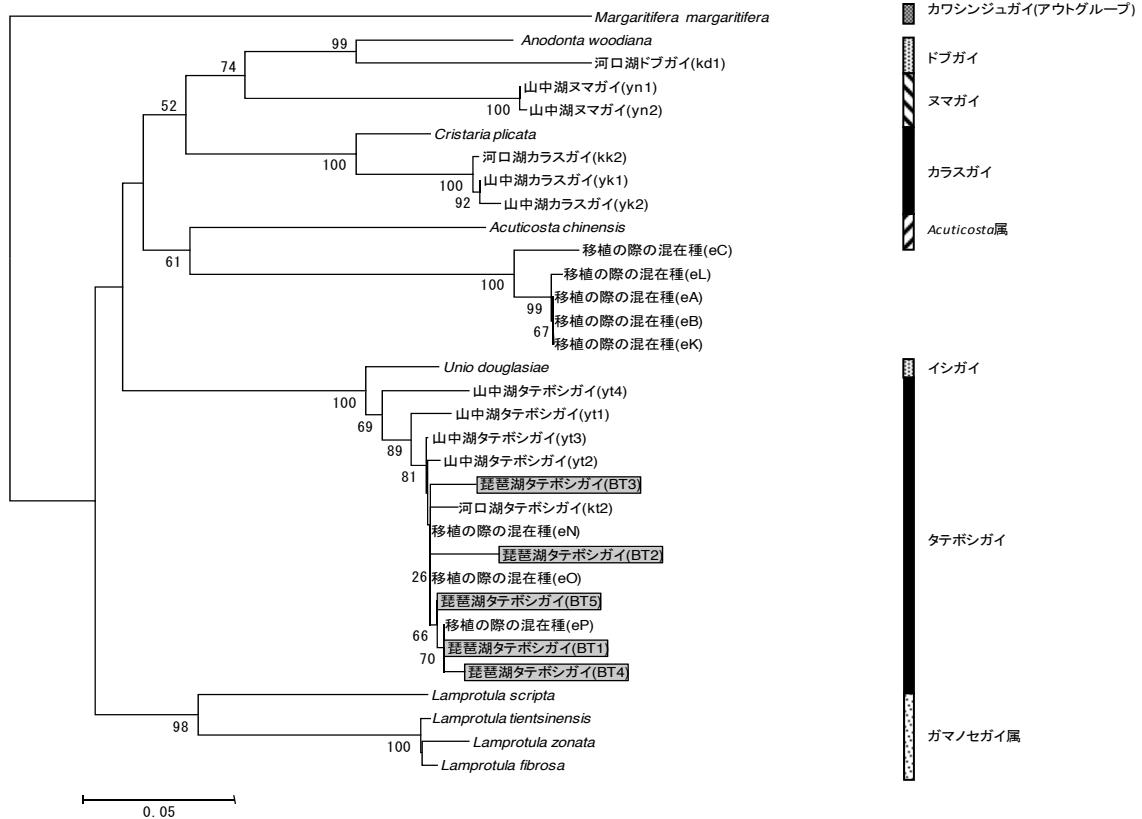 Margaritifera margaritifera
カワシンジュガイ(アウトグループ)
Anodonta woodiana
99
河口湖ドブガイ(kd1)
ドブガイ
74
山中湖ヌマガイ(yn1)
ヌマガイ
100
山中湖ヌマガイ(yn2)
52
Cristaria plicata
100
河口湖カラスガイ(kk2)
カラスガイ
100
山中湖カラスガイ(yk1)
92
山中湖カラスガイ(yk2)
Acuticosta chinensis
Acuticosta属
61
移植の際の混在種(eC)
100
移植の際の混在種(eL)
移植の際の混在種(eA)
99
移植の際の混在種(eB)
67
移植の際の混在種(eK)
Unio douglasiae
イシガイ
100
山中湖タテボシガイ(yt4)
69
山中湖タテボシガイ(yt1)
89
山中湖タテボシガイ(yt3)
山中湖タテボシガイ(yt2)
81
琵琶湖タテボシガイ(BT3)
河口湖タテボシガイ(kt2)
移植の際の混在種(eN)
タテボシガイ
琵琶湖タテボシガイ(BT2)
26
移植の際の混在種(eO)
琵琶湖タテボシガイ(BT5)
移植の際の混在種(eP)
66
琵琶湖タテボシガイ(BT1)
70
琵琶湖タテボシガイ(BT4)
Lamprotula scripta
98
Lamprotula tientsinensis
ガマノセガイ属
100
Lamprotula zonata
Lamprotula fibrosa
0.05